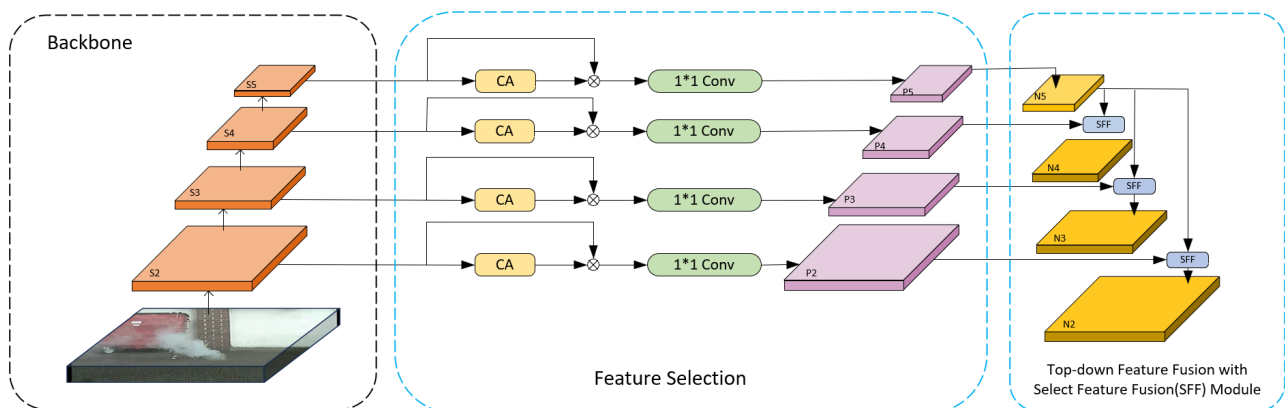 Backbone
S5
S4
S3
S2
CA
1*1 Conv
CA
1*1 Conv
CA
1*1 Conv
CA
1*1 Conv
P5
P4
P3
P2
Feature Selection
N5
SFF
N4
SFF
N3
SFF
N2
Top-down Feature Fusion with
Select Feature Fusion(SFF) Module